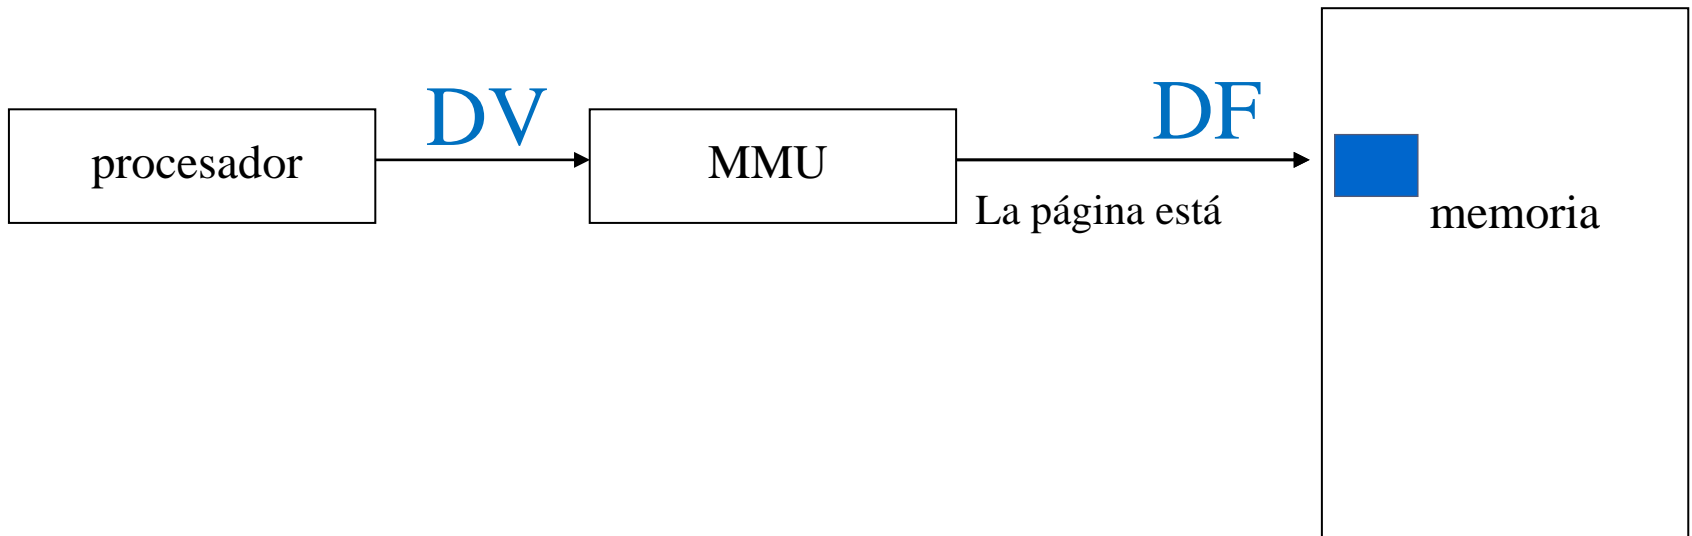 procesador
DV
MMU
DF
La página está
memoria